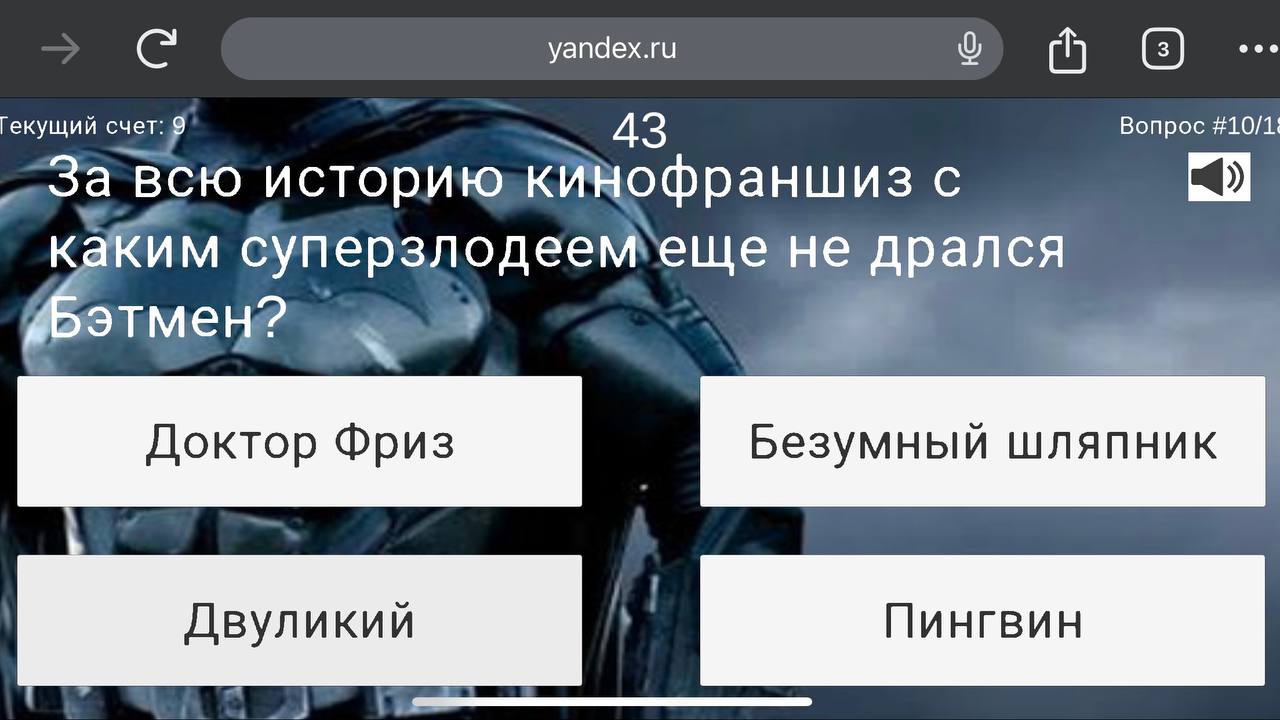 yandex.ru
3
Текущий счет: 9
43
Вопрос #10/18
За всю историю кинофраншиз с
каким суперзлодеем еще не дрался
Бэтмен?
Доктор Фриз
Безумный шляпник
Двуликий
Пингвин